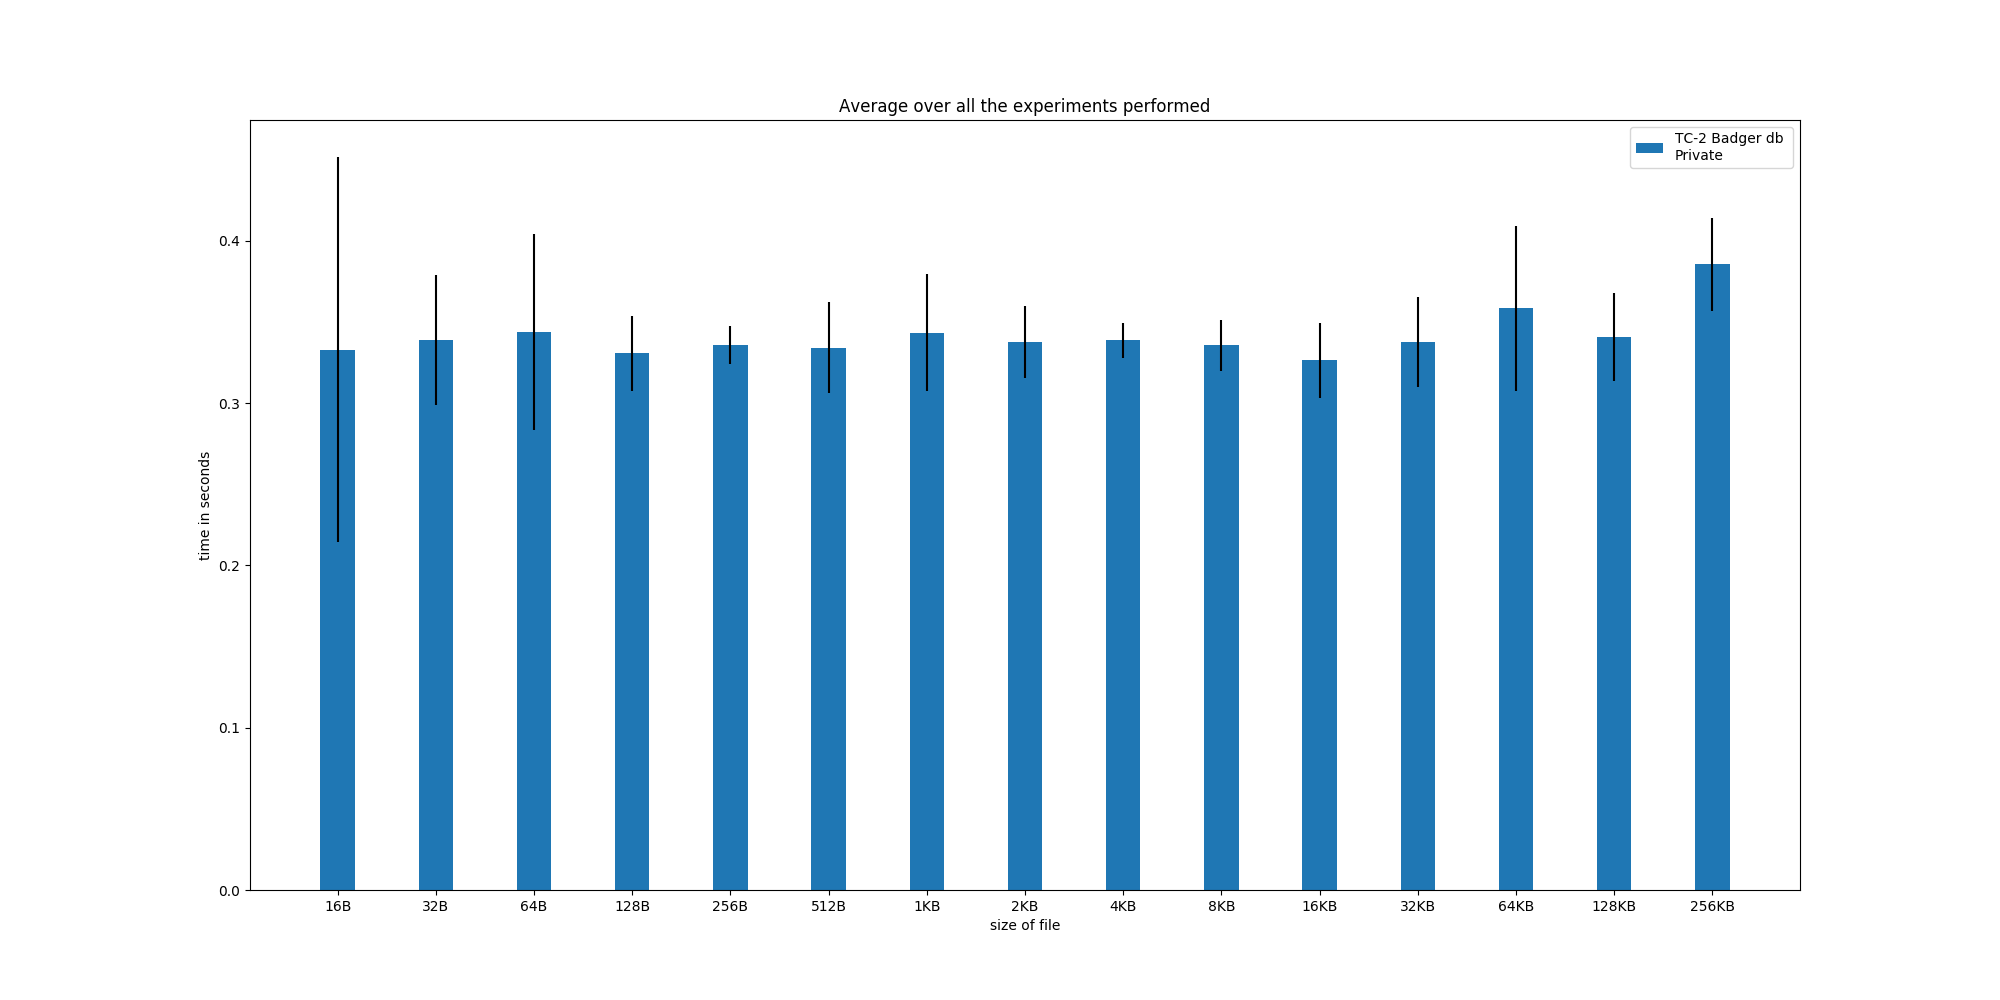 Average over all the experiments performed
TC-2 Badger db
Private
0.4
0.3
0.2
0.1
0.0
time in seconds
16B 32B 64B 128B 256B 512B 1KB 2KB 4KB 8KB 16KB 32KB 64KB 128KB 256KB
size of file